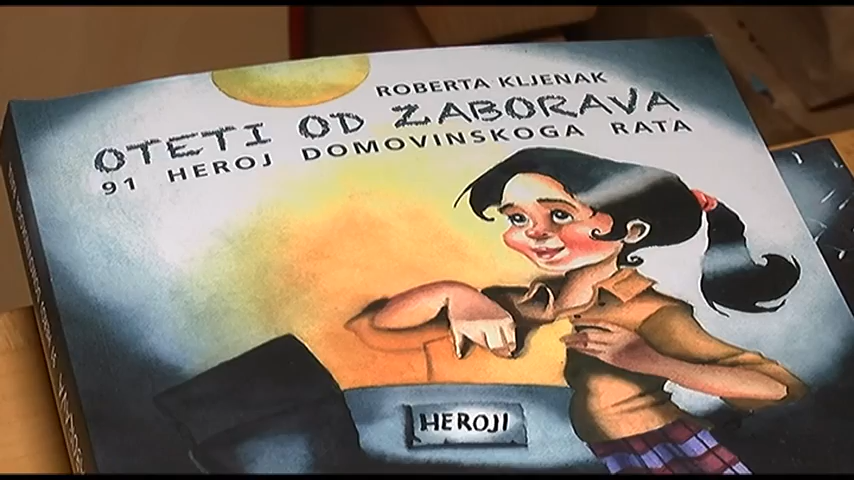 ROBERTA KLJENAK
OTETI OD ZABORAVA
91 HEROJ DOMOVINSKOGA RATA
HEROJI